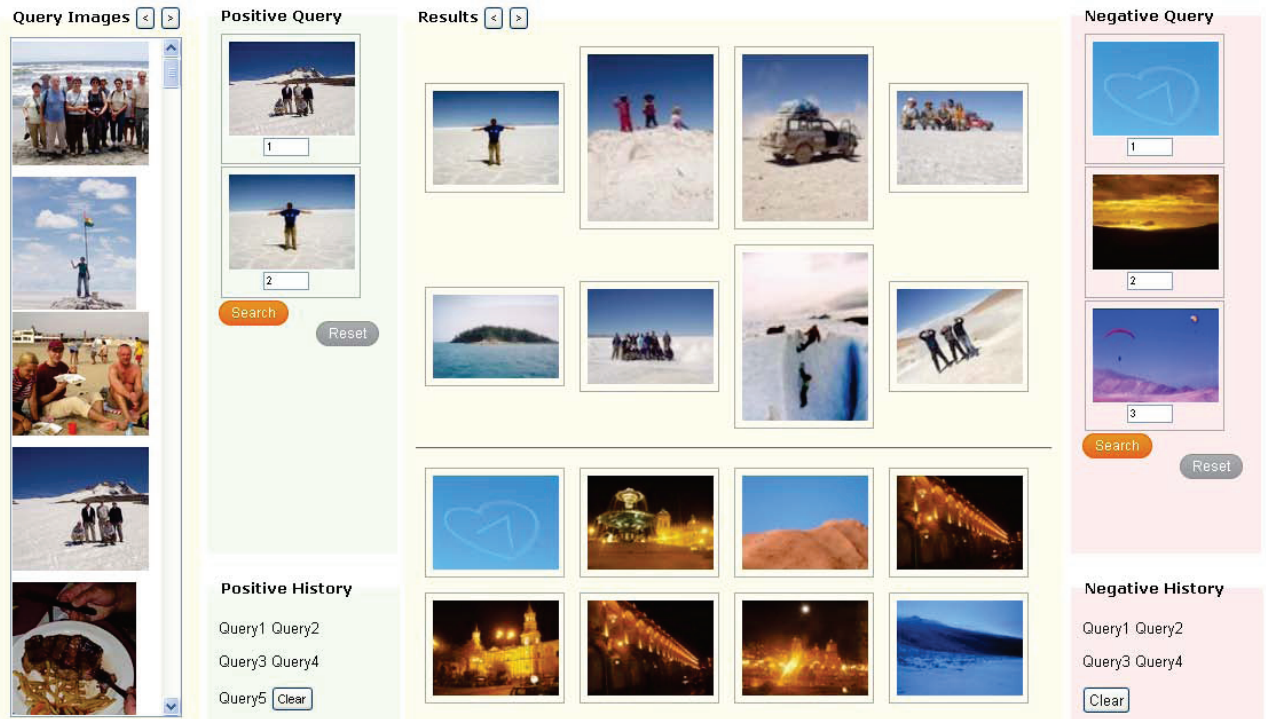 Query Images < >
Positive Query
1
2
Search
Reset
Positive History
Query1 Query2
Query3 Query4
Query5 Clear
Results < >
Negative Query
1
2
3
Search
Reset
Negative History
Query1 Query2
Query3 Query4
Clear